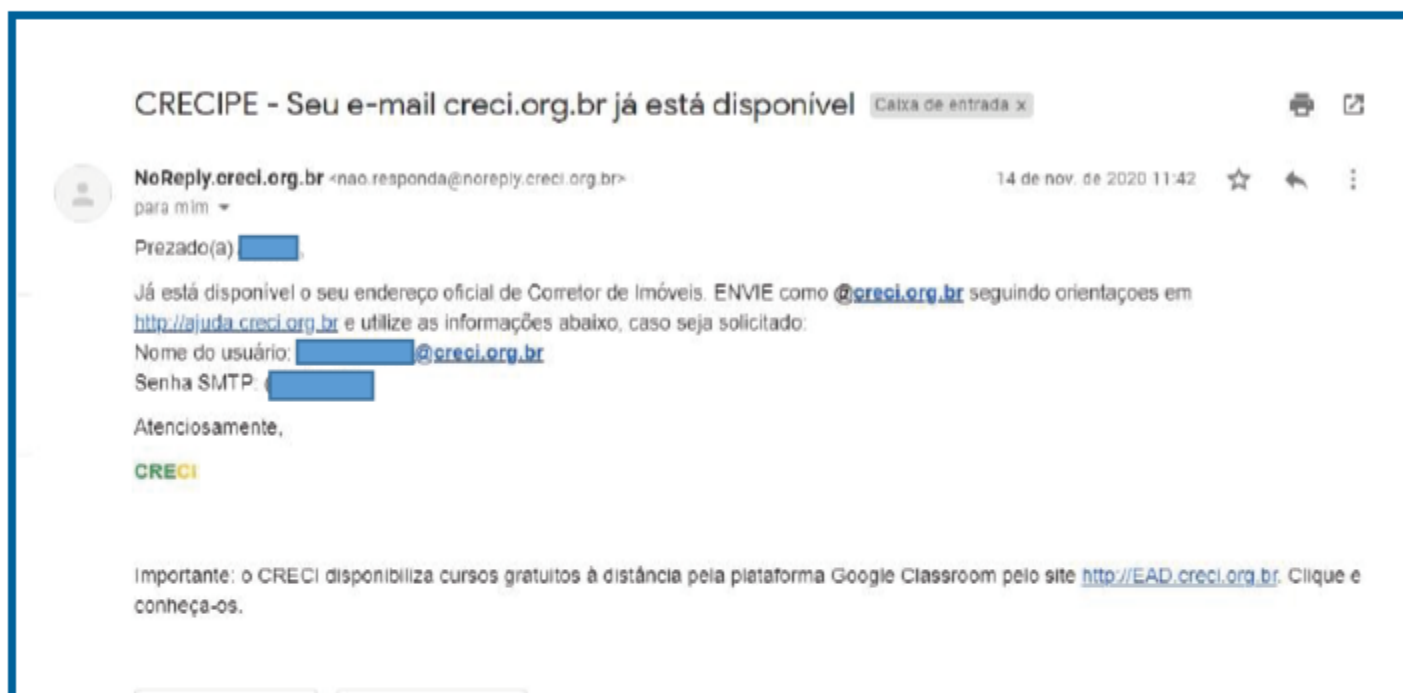 CRECIPE - Seu e-mail creci.org.br já está disponível Caixa de entrada x
NoReply.creci.org.br <nao.responda@noreply.creci.org.br> 14 de nov. de 2020 11:42
para mim
Prezado(a) ,
Já está disponível o seu endereço oficial de Corretor de Imóveis. ENVIE como @creci.org.br seguindo orientaçoes em
http://ajuda.creci.org.br e utilize as informações abaixo, caso seja solicitado:
Nome do usuário: @creci.org.br
Senha SMTP: (
Atenciosamente,
CRECI
Importante: o CRECI disponibiliza cursos gratuitos à distância pela plataforma Google Classroom pelo site http://EAD.creci.org.br. Clique e
conheça-os.